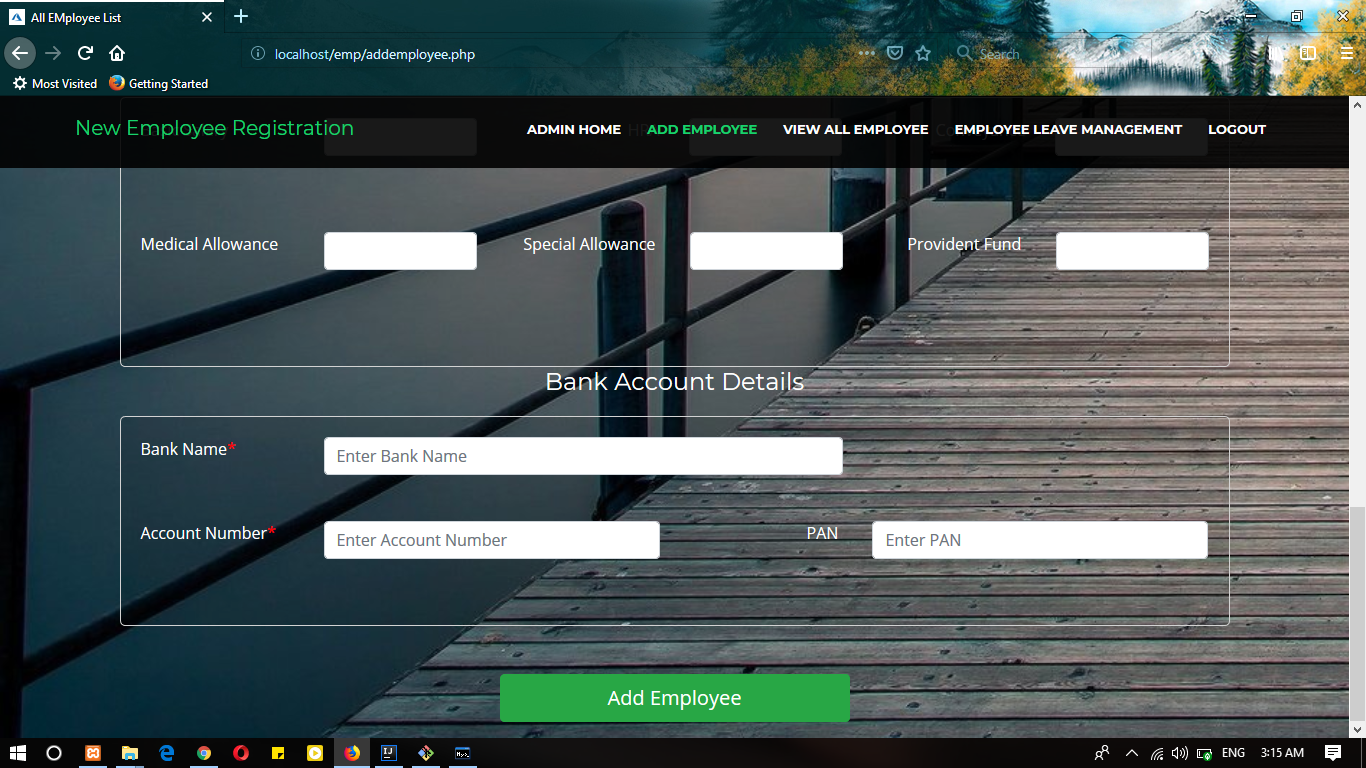 All EMployee List
localhost/emp/addemployee.php
Search
Most Visited
Getting Started
New Employee Registration
ADMIN HOME
ADD EMPLOYEE
VIEW ALL EMPLOYEE
EMPLOYEE LEAVE MANAGEMENT
LOGOUT
Medical Allowance
Special Allowance
Provident Fund
Bank Account Details
Bank Name*
Enter Bank Name
Account Number*
Enter Account Number
PAN
Enter PAN
Add Employee
ENG
3:15 AM